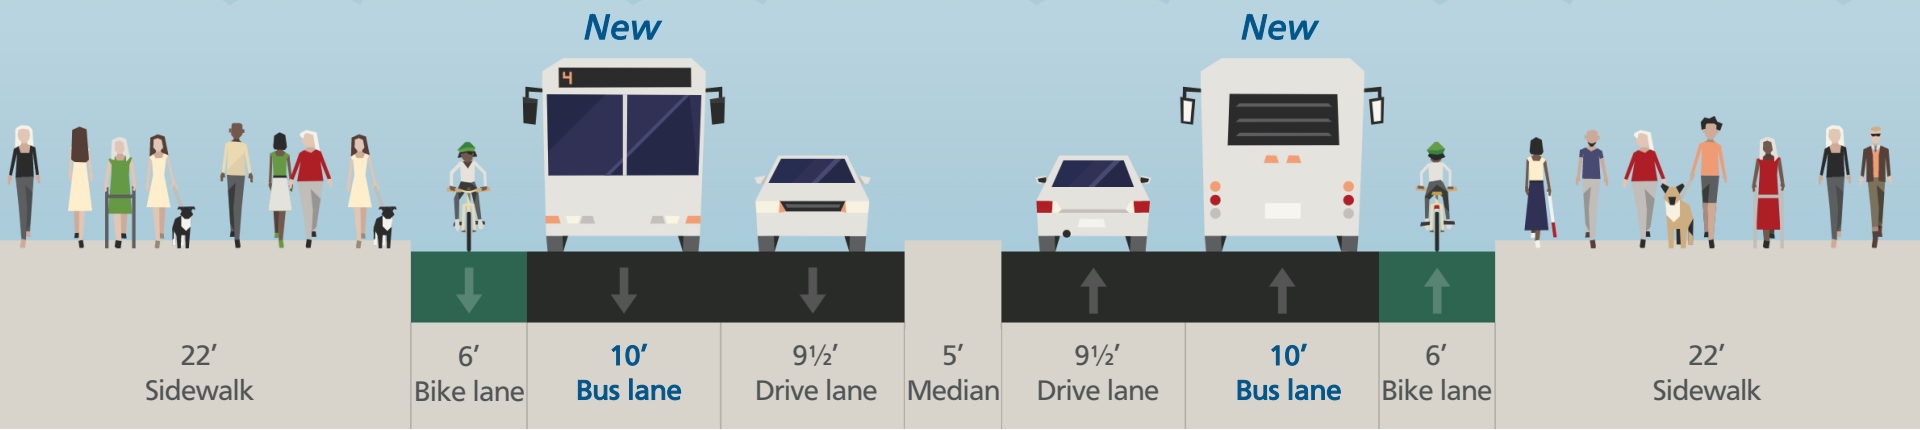 New
New
4
22’
Sidewalk
6’
Bike lane
10’
Bus lane
9½’
Drive lane
5’
Median
9½’
Drive lane
10’
Bus lane
6’
Bike lane
22’
Sidewalk